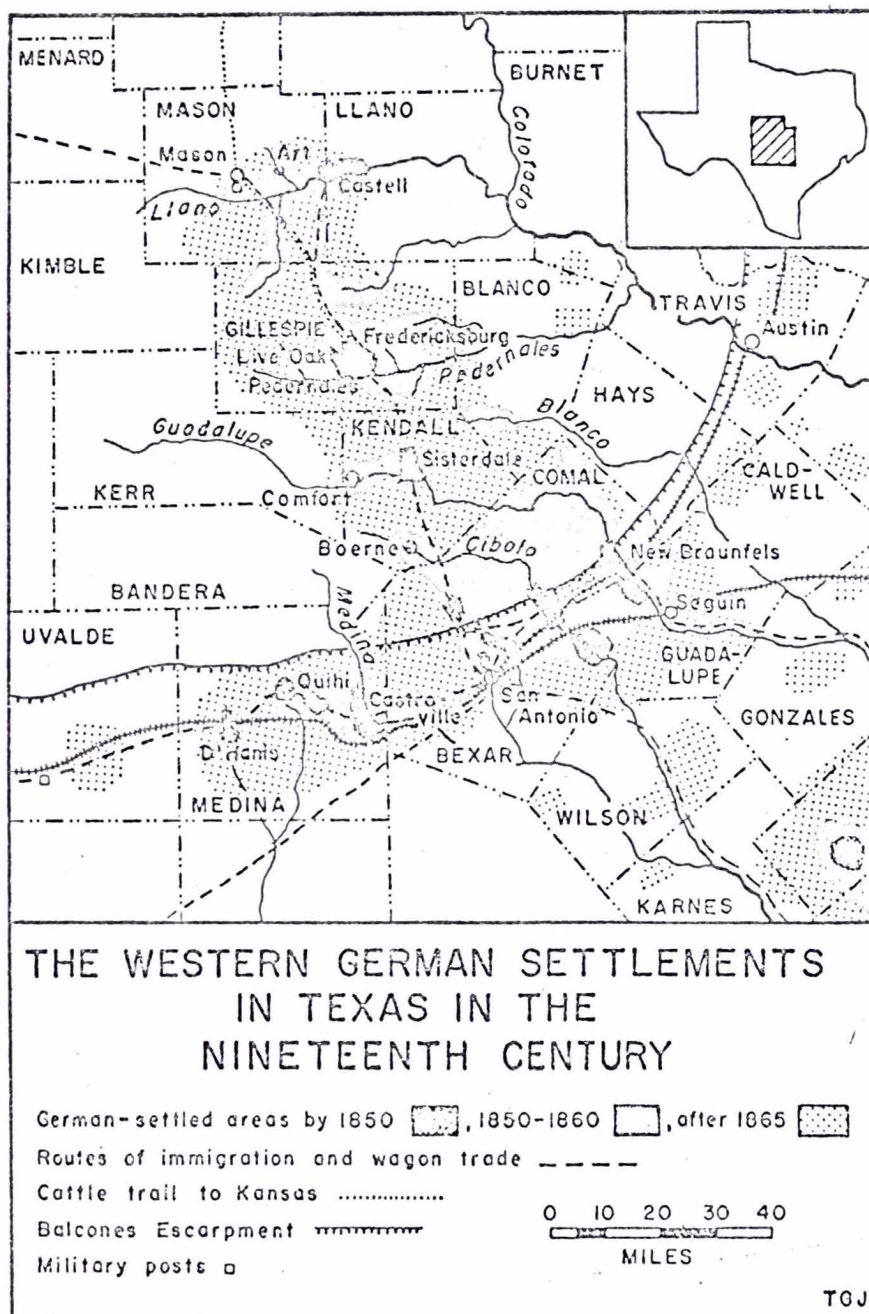 MENARD
BURNET
MASON
LLANO
Mason
Art
Castell
Colorado
Llano
KIMBLE
BLANCO
TRAVIS
Austin
GILLESPIE
Fredericksburg
Live Oak
Pedernales
Pedernales
HAYS
Blanco
KENDALL
Guadalupe
Sisterdale
COMAL
CALD-
WELL
KERR
Comfort
Boerne
Cibolo
New Braunfels
BANDERA
Medina
Seguin
UVALDE
GUADA-
LUPE
Quihi
Castro-
ville
San
Antonio
GONZALES
D'Hanis
BEXAR
MEDINA
WILSON
KARNES
THE WESTERN GERMAN SETTLEMENTS
IN TEXAS IN THE
NINETEENTH CENTURY
German-settled areas by 1850 , 1850-1860 , after 1865
Routes of immigration and wagon trade
Cattle trail to Kansas
Balcones Escarpment
Military posts
0 10 20 30 40
MILES
TGJ